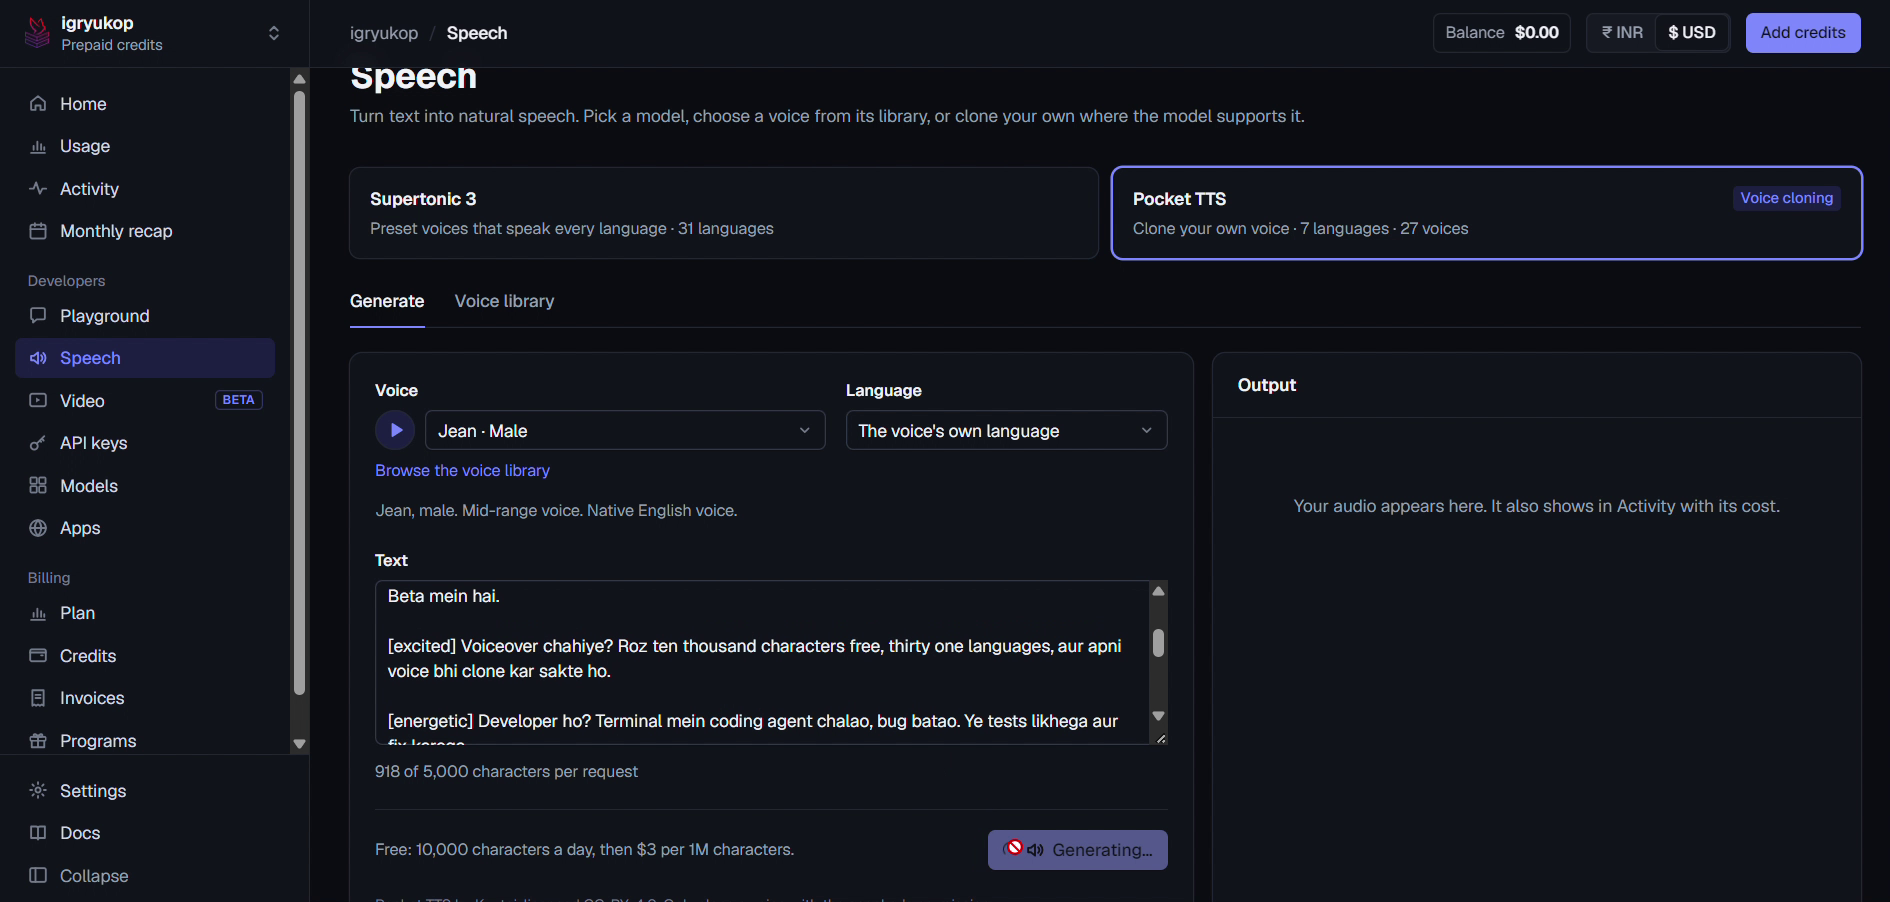 igryukop
Prepaid credits
Home
Usage
Activity
Monthly recap
Developers
Playground
Speech
Video
BETA
API keys
Models
Apps
Billing
Plan
Credits
Invoices
Programs
Settings
Docs
Collapse
igryukop / Speech
Balance $0.00
₹ INR
$ USD
Add credits
Speech
Turn text into natural speech. Pick a model, choose a voice from its library, or clone your own where the model supports it.
Supertonic 3
Preset voices that speak every language · 31 languages
Pocket TTS
Voice cloning
Clone your own voice · 7 languages · 27 voices
Generate
Voice library
Voice
Jean · Male
Language
The voice's own language
Browse the voice library
Jean, male. Mid-range voice. Native English voice.
Text
Beta mein hai.
[excited] Voiceover chahiye? Roz ten thousand characters free, thirty one languages, aur apni
voice bhi clone kar sakte ho.
[energetic] Developer ho? Terminal mein coding agent chalao, bug batao. Ye tests likhega aur
918 of 5,000 characters per request
Free: 10,000 characters a day, then $3 per 1M characters.
Generating...
Output
Your audio appears here. It also shows in Activity with its cost.